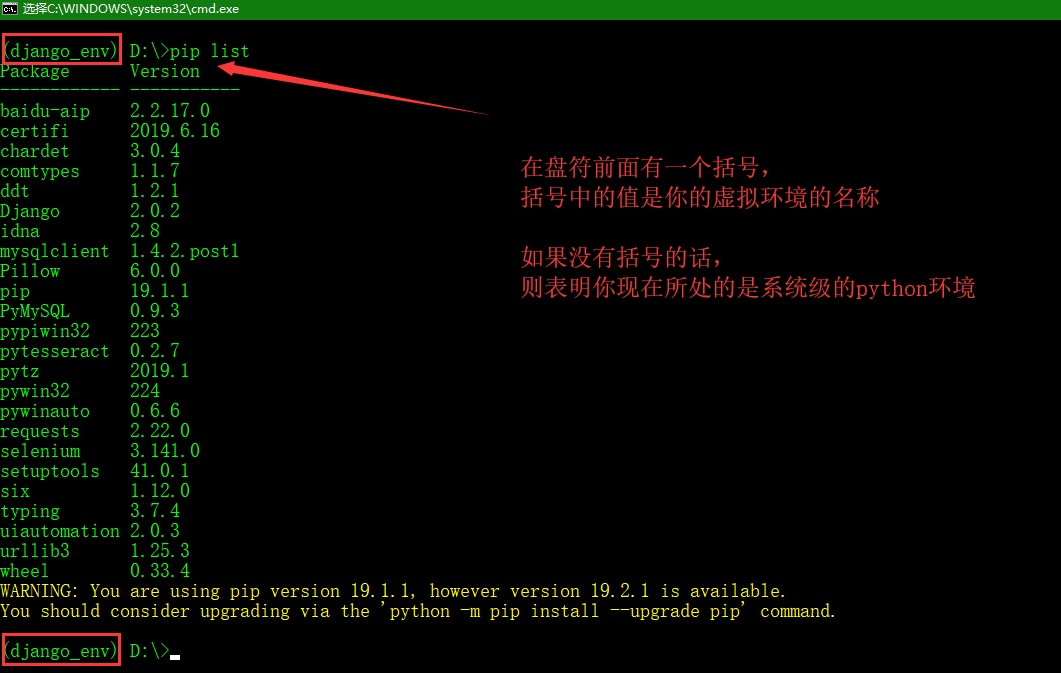 选择C:\WINDOWS\system32\cmd.exe
(django_env) D:\>pip list
Package      Version
------------ -----------
baidu-aip    2.2.17.0
certifi      2019.6.16
chardet      3.0.4
comtypes     1.1.7
ddt          1.2.1
Django       2.0.2
idna         2.8
mysqlclient  1.4.2.post1
Pillow       6.0.0
pip          19.1.1
PyMySQL      0.9.3
pypiwin32    223
pytesseract  0.2.7
pytz         2019.1
pywin32      224
pywinauto    0.6.6
requests     2.22.0
selenium     3.141.0
setuptools   41.0.1
six          1.12.0
typing       3.7.4
uiautomation 2.0.3
urllib3      1.25.3
wheel        0.33.4
WARNING: You are using pip version 19.1.1, however version 19.2.1 is available.
You should consider upgrading via the 'python -m pip install --upgrade pip' command.
(django_env) D:\>
在盘符前面有一个括号，
括号中的值是你的虚拟环境的名称
如果没有括号的话，
则表明你现在所处的是系统级的python环境